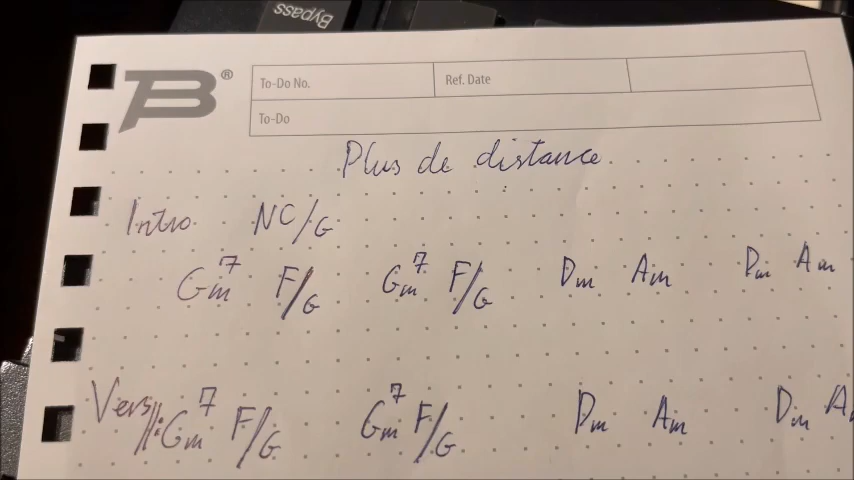 Bypass
B®
To-Do No. Ref. Date
To-Do
Plus de distance
Intro NC/G
Gm7 F/G Gm7 F/G Dm Am Dm Am
Vers ||: Gm7 F/G Gm7 F/G Dm Am Dm A